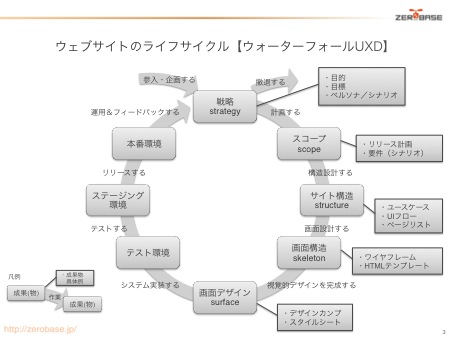 ZEROBASE
ウェブサイトのライフサイクル【ウォーターフォールUXD】
参入・企画する
撤退する
戦略
strategy
・目的
・目標
・ペルソナ／シナリオ
運用＆フィードバックする
計画する
本番環境
スコープ
scope
・リリース計画
・要件（シナリオ）
リリースする
構造設計する
ステージング
環境
サイト構造
structure
・ユースケース
・UIフロー
・ページリスト
テストする
画面設計する
テスト環境
画面構造
skeleton
・ワイヤフレーム
・HTMLテンプレート
システム実装する
画面デザイン
surface
視覚的デザインを完成する
・デザインカンプ
・スタイルシート
凡例
・成果物
具体例
成果(物)
作業
成果(物)
http://zerobase.jp/
3